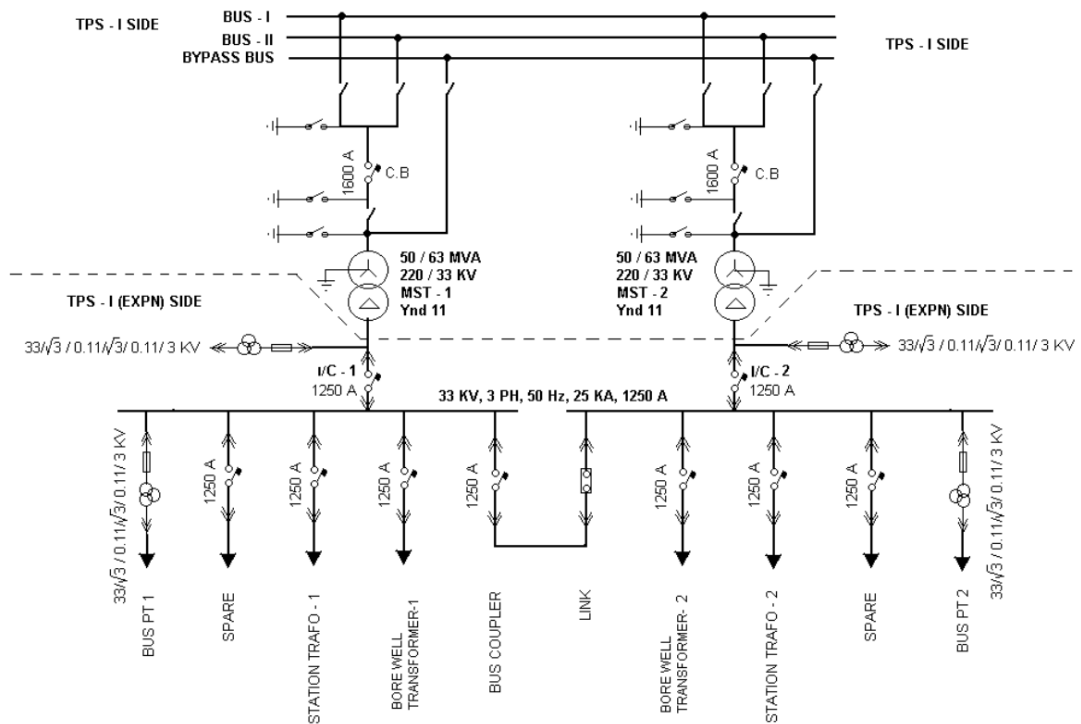 BUS - I
TPS - I SIDE
BUS - II
TPS - I SIDE
BYPASS BUS
1600 A
C.B
1600 A
C.B
50 / 63 MVA
220 / 33 KV
MST - 1
Ynd 11
50 / 63 MVA
220 / 33 KV
MST - 2
Ynd 11
TPS - I (EXPN) SIDE
TPS - I (EXPN) SIDE
33/√3 / 0.11/√3/ 0.11/ 3 KV
33/√3 / 0.11/√3/ 0.11/ 3 KV
I/C - 1
1250 A
I/C - 2
1250 A
33 KV, 3 PH, 50 Hz, 25 KA, 1250 A
33/√3 / 0.11/√3/ 0.11/ 3 KV
1250 A
1250 A
1250 A
1250 A
1250 A
1250 A
1250 A
33/√3 / 0.11/√3/ 0.11/ 3 KV
BUS PT 1
SPARE
STATION TRAFO - 1
BORE WELL
TRANSFORMER-1
BUS COUPLER
LINK
BORE WELL
TRANSFORMER- 2
STATION TRAFO - 2
SPARE
BUS PT 2